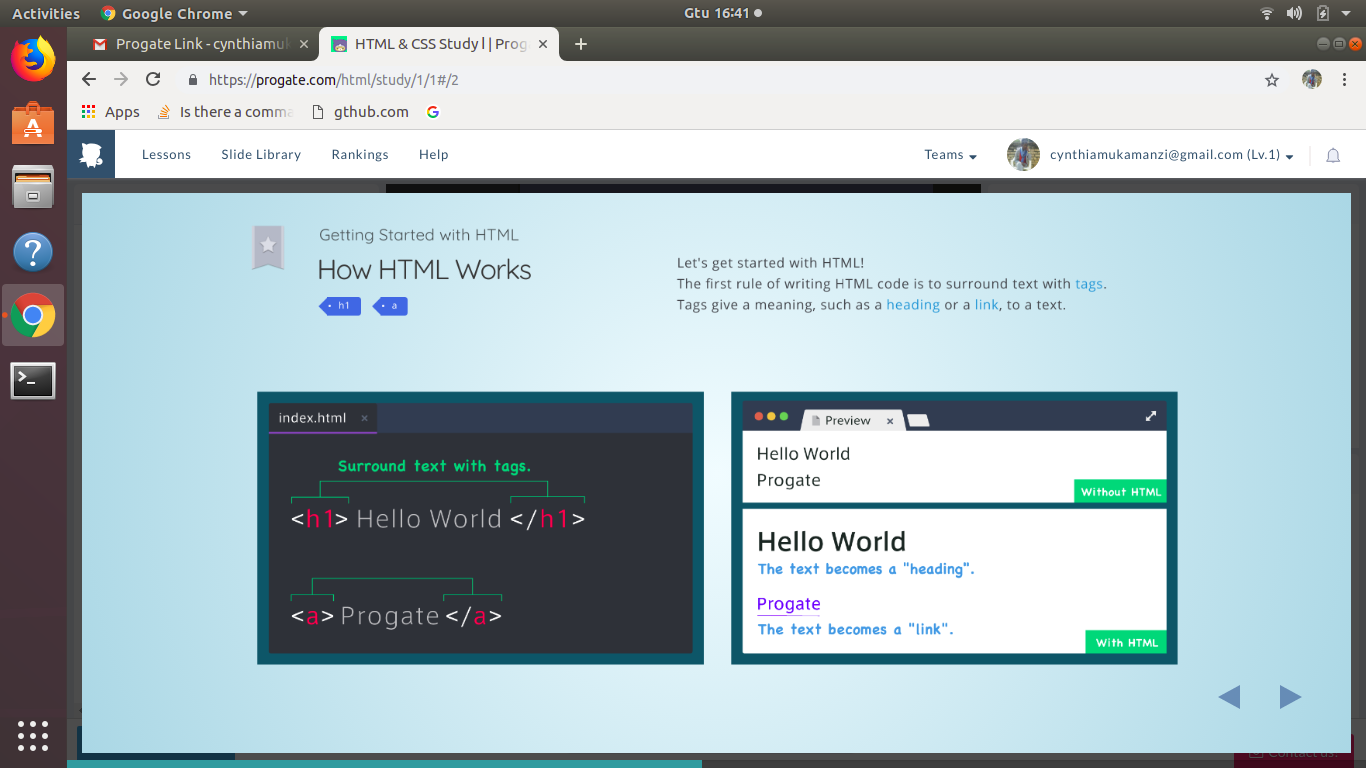 Activities Google Chrome Gtu 16:41
Progate Link - cynthiamuk HTML & CSS Study l | Prog
https://progate.com/html/study/1/1#/2
Apps Is there a comma gthub.com
Lessons Slide Library Rankings Help Teams cynthiamukamanzi@gmail.com (Lv.1)
Getting Started with HTML
How HTML Works
h1 a
Let's get started with HTML!
The first rule of writing HTML code is to surround text with tags.
Tags give a meaning, such as a heading or a link, to a text.
index.html
Surround text with tags.
<h1> Hello World </h1>
<a> Progate </a>
Preview
Hello World
Progate
Without HTML
Hello World
The text becomes a "heading".
Progate
The text becomes a "link".
With HTML
Contact us!